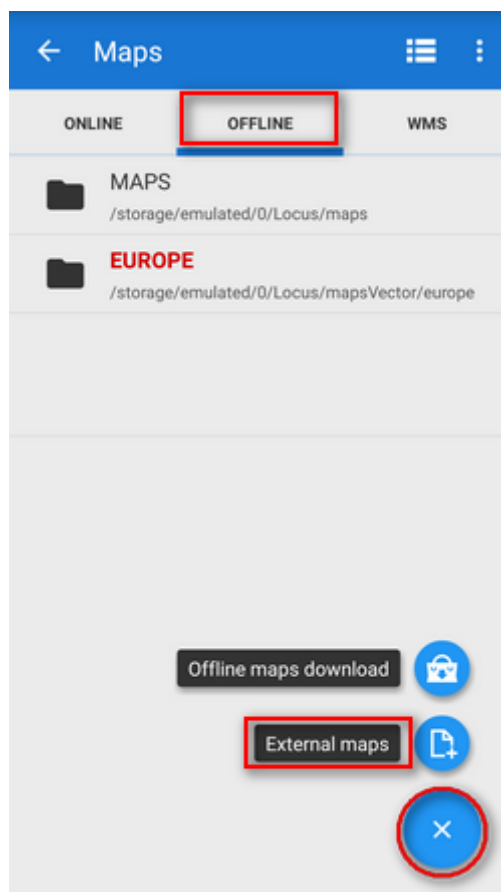 Maps
ONLINE OFFLINE WMS
MAPS
/storage/emulated/0/Locus/maps
EUROPE
/storage/emulated/0/Locus/mapsVector/europe
Offline maps download
External maps